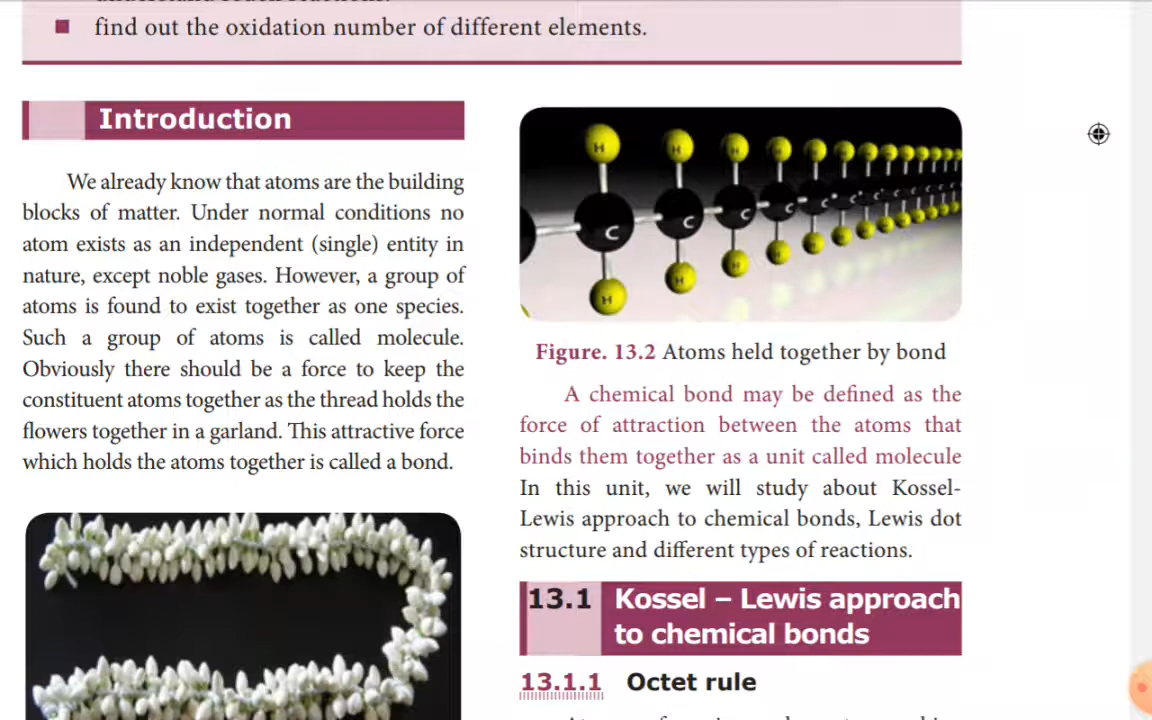 find out the oxidation number of different elements.
Introduction
We already know that atoms are the building
blocks of matter. Under normal conditions no
atom exists as an independent (single) entity in
nature, except noble gases. However, a group of
atoms is found to exist together as one species.
Such a group of atoms is called molecule.
Obviously there should be a force to keep the
constituent atoms together as the thread holds the
flowers together in a garland. This attractive force
which holds the atoms together is called a bond.
H H H
C C C
H H H
Figure. 13.2 Atoms held together by bond
A chemical bond may be defined as the
force of attraction between the atoms that
binds them together as a unit called molecule
In this unit, we will study about Kossel-
Lewis approach to chemical bonds, Lewis dot
structure and different types of reactions.
13.1 Kossel – Lewis approach
to chemical bonds
13.1.1 Octet rule